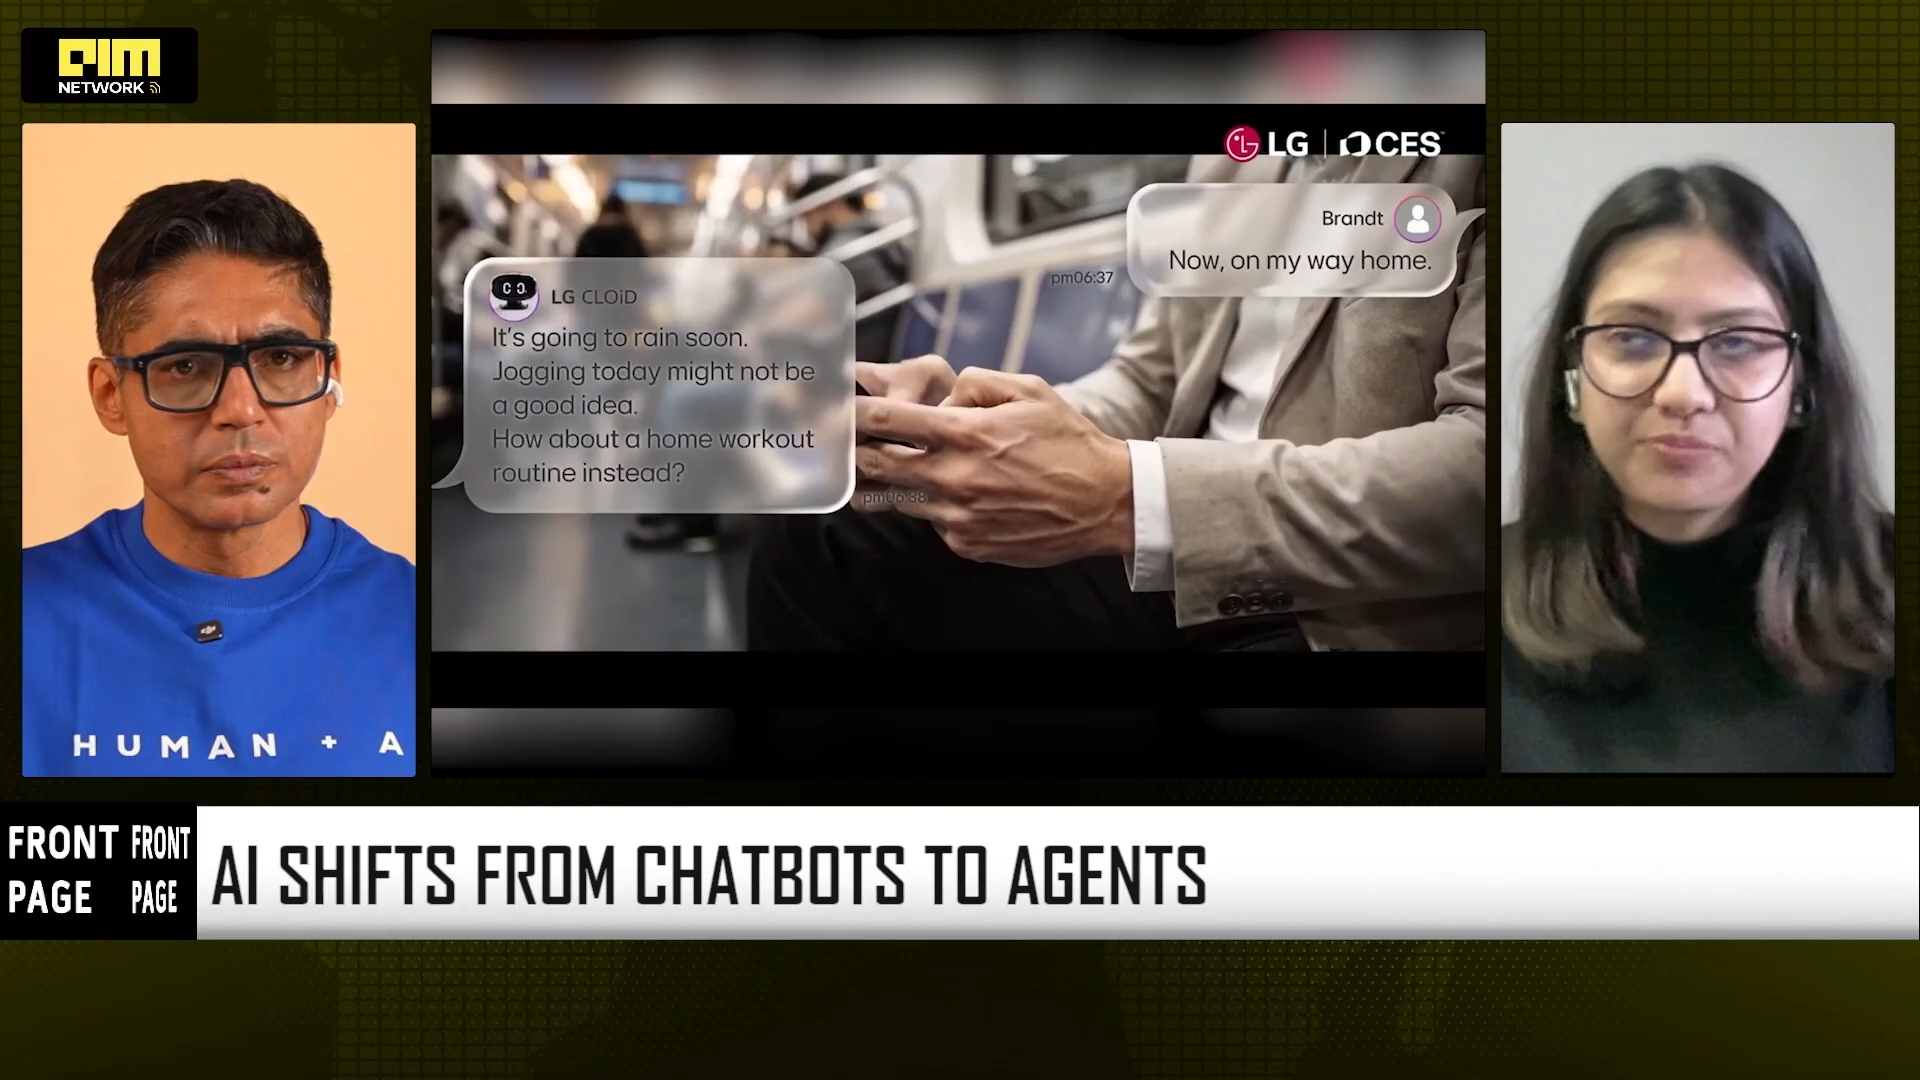 AIM
NETWORK
LG | CES
Brandt
Now, on my way home.
pm06:37
LG CLOiD
It's going to rain soon.
Jogging today might not be
a good idea.
How about a home workout
routine instead?
pm06:38
HUMAN + A
FRONT
PAGE
FRONT
PAGE
AI SHIFTS FROM CHATBOTS TO AGENTS